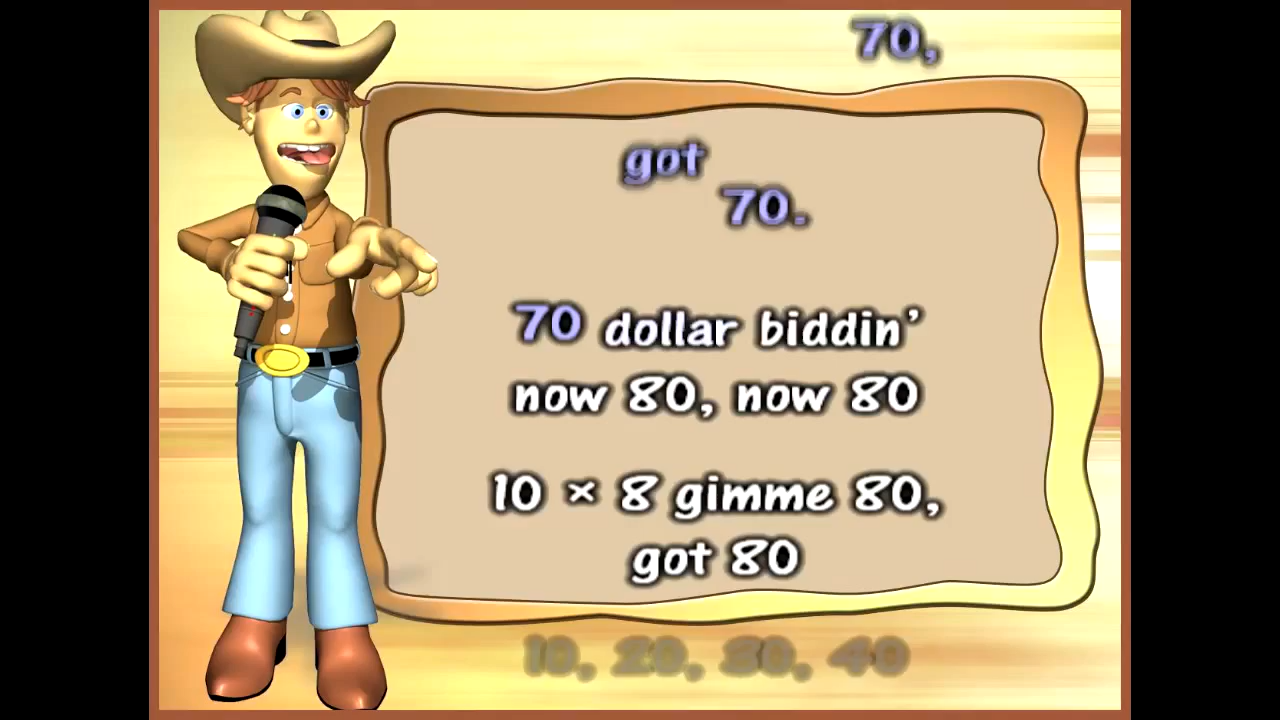 70,
got
70.
70 dollar biddin’
now 80, now 80
10 × 8 gimme 80,
got 80
10, 20, 30, 40